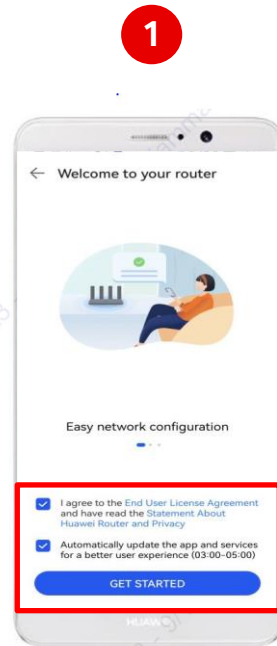 1
Welcome to your router
Easy network configuration
I agree to the End User License Agreement
and have read the Statement About
Huawei Router and Privacy
Automatically update the app and services
for a better user experience (03:00-05:00)
GET STARTED
HUAWEI